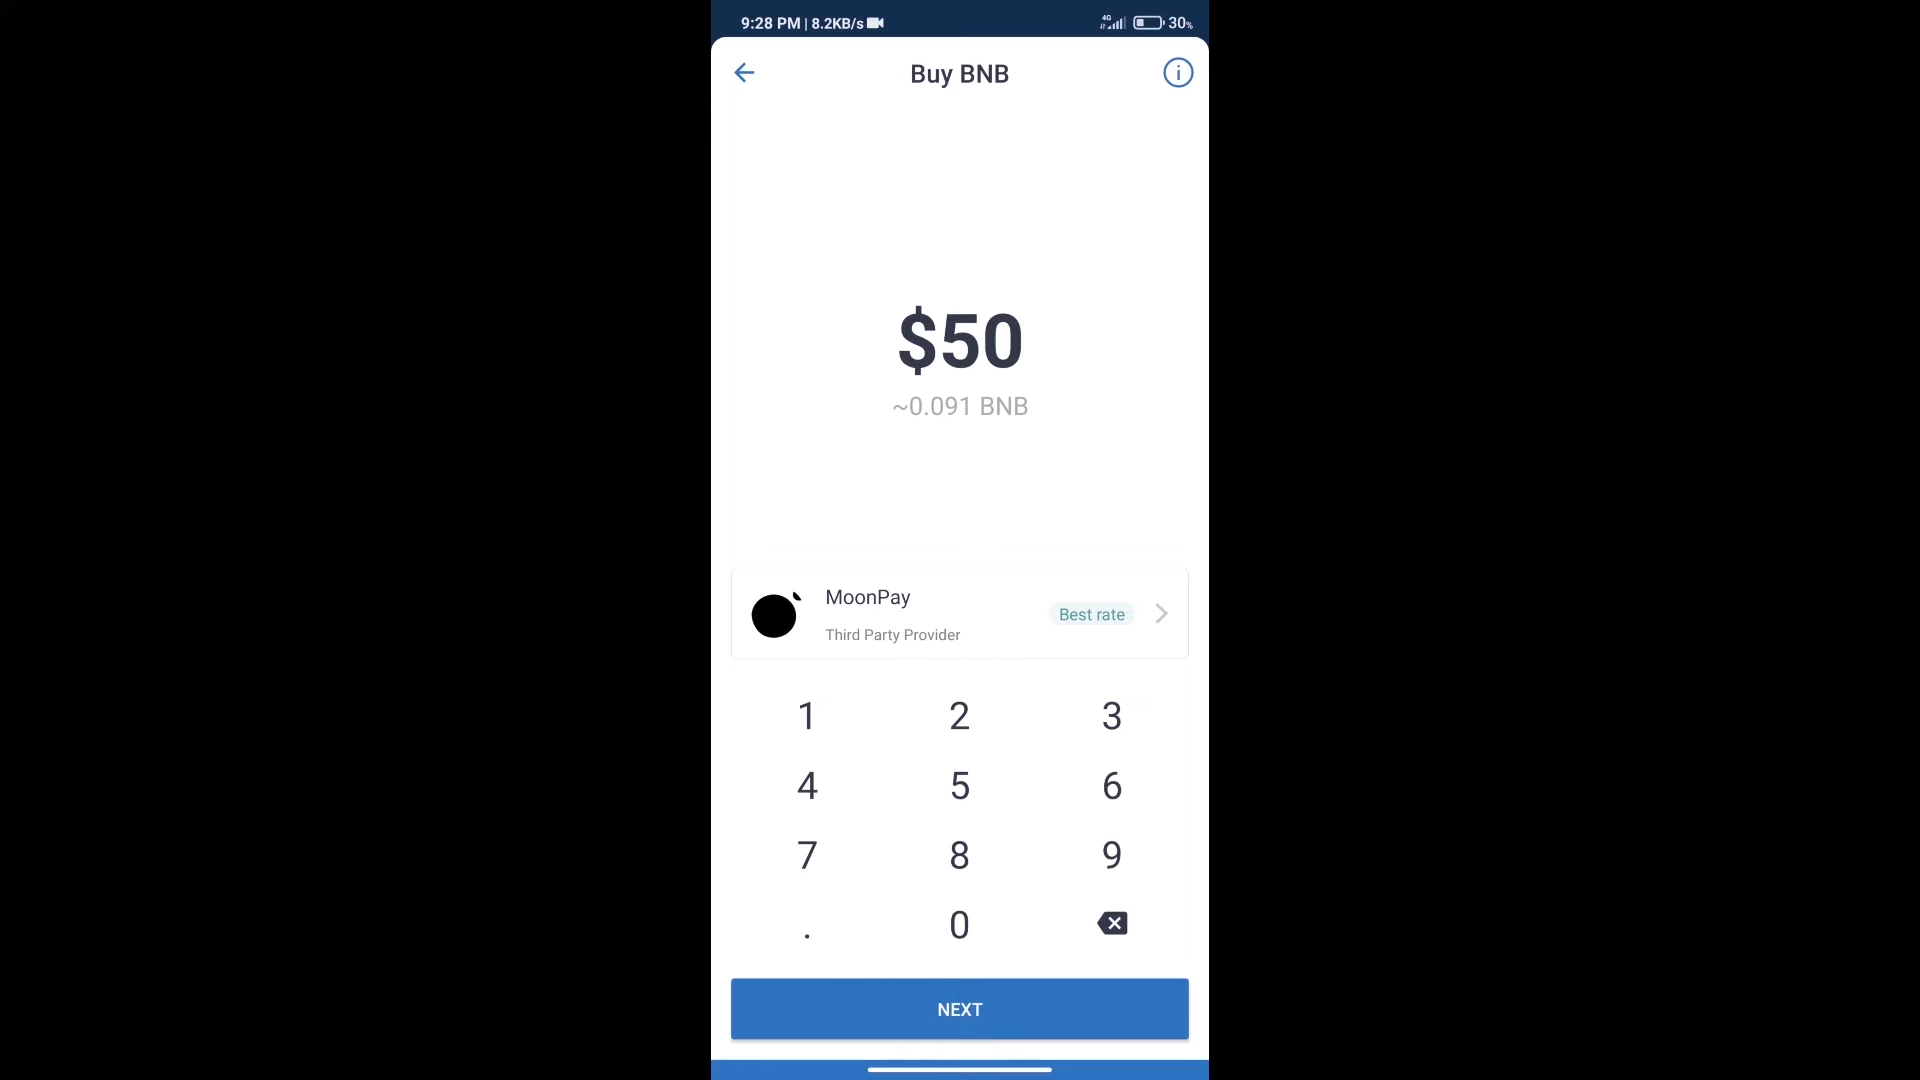 9:28 PM | 8.2KB/s 4G 30%
Buy BNB
$50
~0.091 BNB
MoonPay
Best rate
Third Party Provider
1 2 3
4 5 6
7 8 9
. 0
NEXT